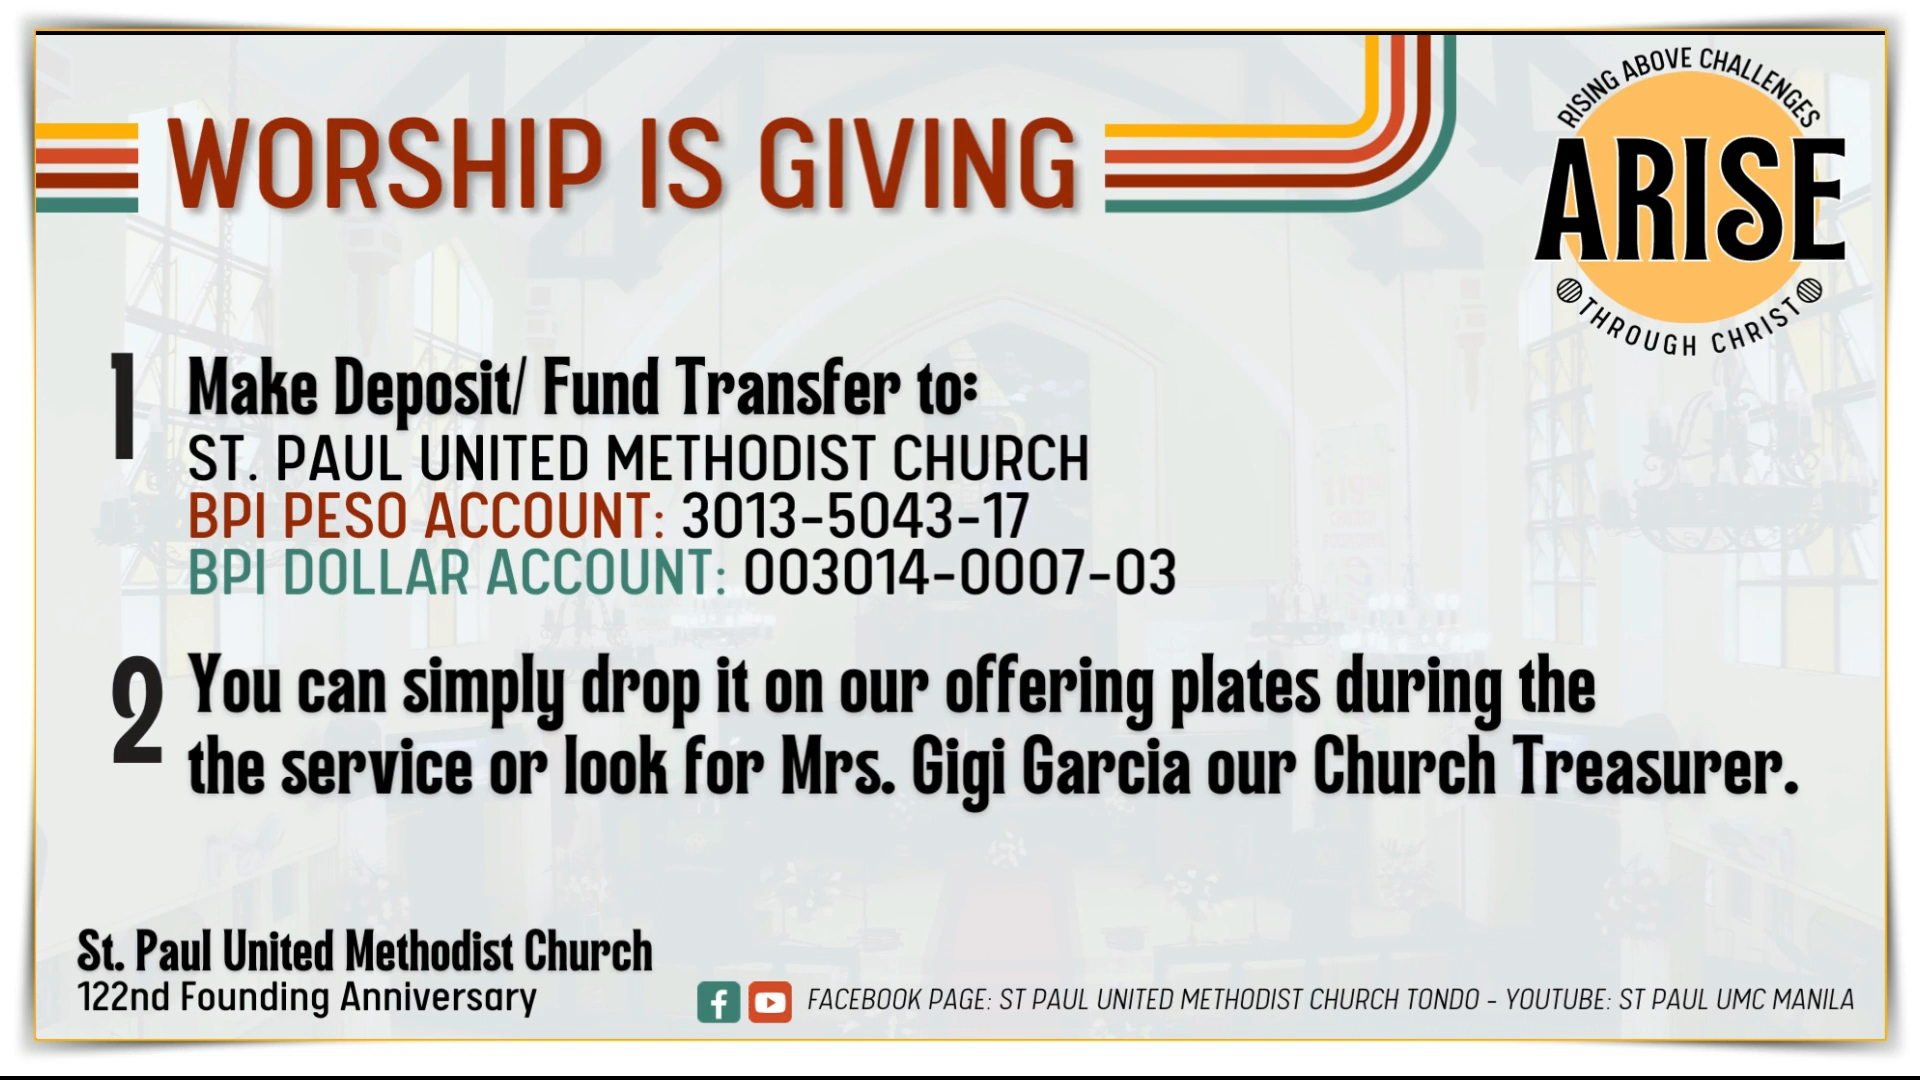 WORSHIP IS GIVING
RISING ABOVE CHALLENGES
ARISE
THROUGH CHRIST
1 Make Deposit/ Fund Transfer to:
ST. PAUL UNITED METHODIST CHURCH
BPI PESO ACCOUNT: 3013-5043-17
BPI DOLLAR ACCOUNT: 003014-0007-03
2 You can simply drop it on our offering plates during the
the service or look for Mrs. Gigi Garcia our Church Treasurer.
St. Paul United Methodist Church
122nd Founding Anniversary
FACEBOOK PAGE: ST PAUL UNITED METHODIST CHURCH TONDO - YOUTUBE: ST PAUL UMC MANILA